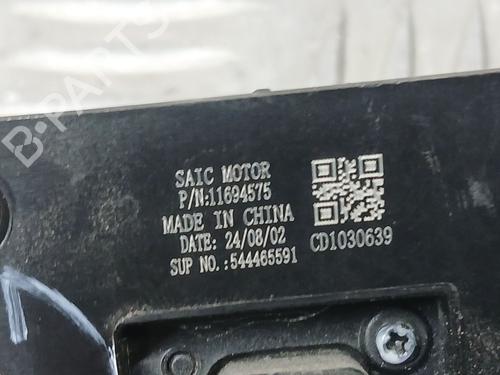 B-PARTS
SAIC MOTOR
P/N:11694575
MADE IN CHINA
DATE: 24/08/02
CD1030639
SUP NO.:544465591